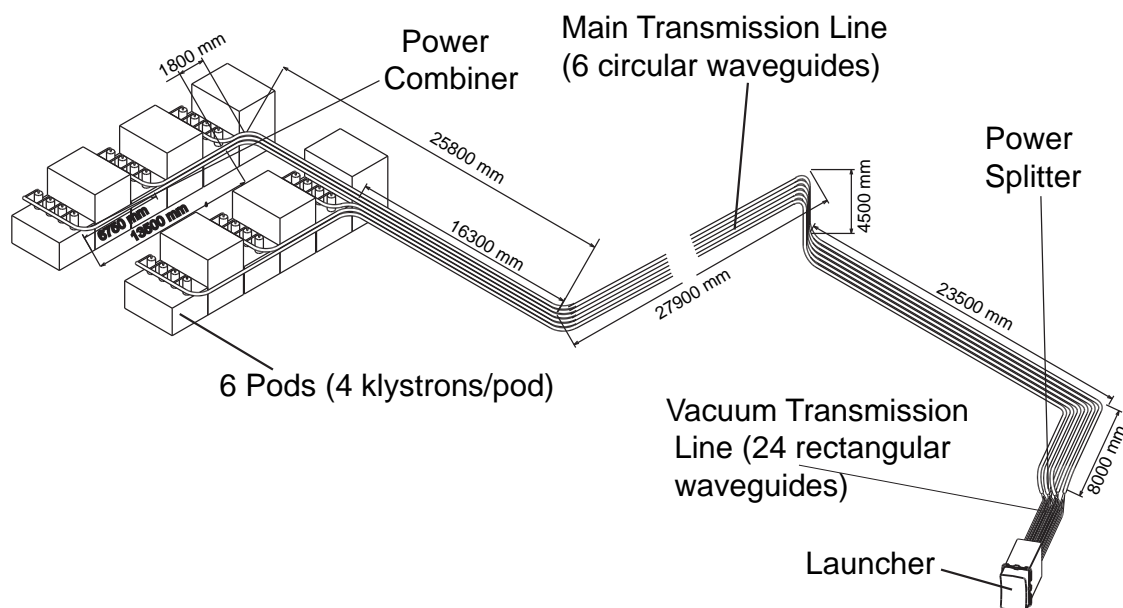 1800 mm
Power
Combiner
Main Transmission Line
(6 circular waveguides)
25800 mm
Power
Splitter
4500 mm
6760 mm
13600 mm
16300 mm
27900 mm
23500 mm
6 Pods (4 klystrons/pod)
Vacuum Transmission
Line (24 rectangular
waveguides)
8000 mm
Launcher